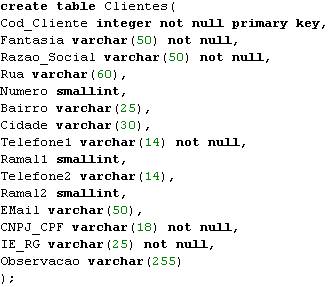 create table Clientes(
Cod_Cliente integer not null primary key,
Fantasia varchar(50) not null,
Razao_Social varchar(50) not null,
Rua varchar(60),
Numero smallint,
Bairro varchar(25),
Cidade varchar(30),
Telefone1 varchar(14) not null,
Ramal1 smallint,
Telefone2 varchar(14),
Ramal2 smallint,
EMail varchar(50),
CNPJ_CPF varchar(18) not null,
IE_RG varchar(25) not null,
Observacao varchar(255)
);